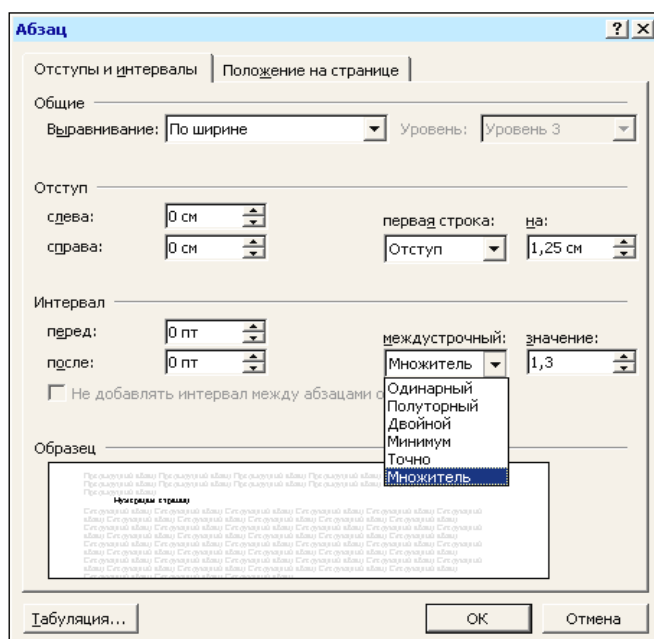 Абзац
Отступы и интервалы Положение на странице
Общие
Выравнивание: По ширине Уровень: Уровень 3
Отступ
слева: 0 см первая строка: на:
справа: 0 см Отступ 1,25 см
Интервал
перед: 0 пт междустрочный: значение:
после: 0 пт Множитель 1,3
Не добавлять интервал между абзацами о
Одинарный
Полуторный
Двойной
Минимум
Точно
Множитель
Образец
Табуляция... ОК Отмена